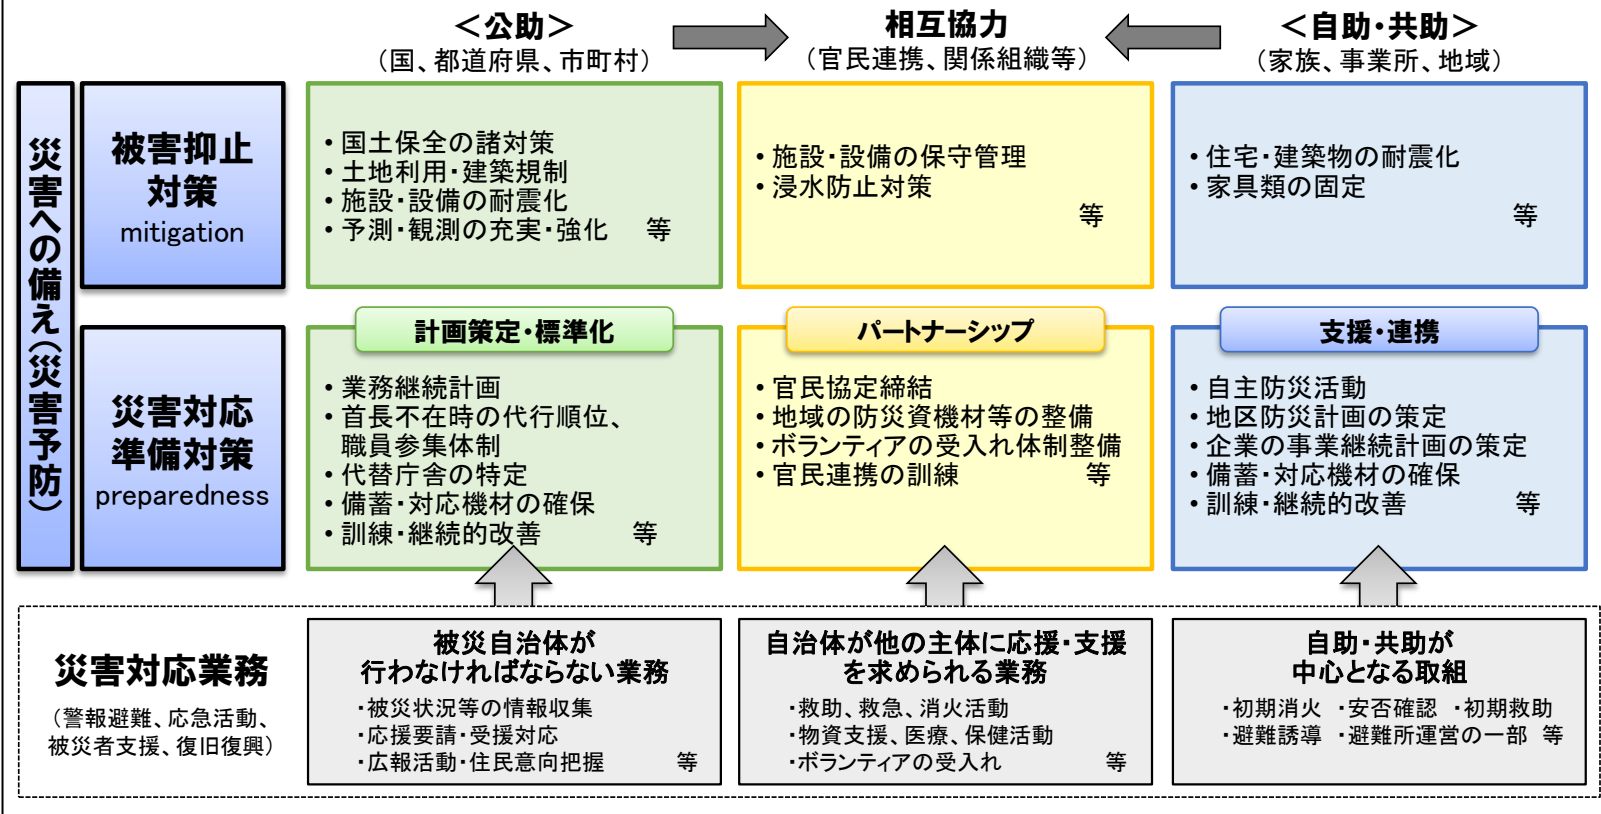 ＜公助＞
（国、都道府県、市町村）
相互協力
（官民連携、関係組織等）
＜自助・共助＞
（家族、事業所、地域）
災害への備え（災害予防）
被害抑止
対策
mitigation
・国土保全の諸対策
・土地利用・建築規制
・施設・設備の耐震化
・予測・観測の充実・強化 等
・施設・設備の保守管理
・浸水防止対策
等
・住宅・建築物の耐震化
・家具類の固定
等
災害対応
準備対策
preparedness
計画策定・標準化
・業務継続計画
・首長不在時の代行順位、
職員参集体制
・代替庁舎の特定
・備蓄・対応機材の確保
・訓練・継続的改善 等
パートナーシップ
・官民協定締結
・地域の防災資機材等の整備
・ボランティアの受入れ体制整備
・官民連携の訓練 等
支援・連携
・自主防災活動
・地区防災計画の策定
・企業の事業継続計画の策定
・備蓄・対応機材の確保
・訓練・継続的改善 等
災害対応業務
（警報避難、応急活動、
被災者支援、復旧復興）
被災自治体が
行わなければならない業務
・被災状況等の情報収集
・応援要請・受援対応
・広報活動・住民意向把握 等
自治体が他の主体に応援・支援
を求められる業務
・救助、救急、消火活動
・物資支援、医療、保健活動
・ボランティアの受入れ 等
自助・共助が
中心となる取組
・初期消火 ・安否確認 ・初期救助
・避難誘導 ・避難所運営の一部 等